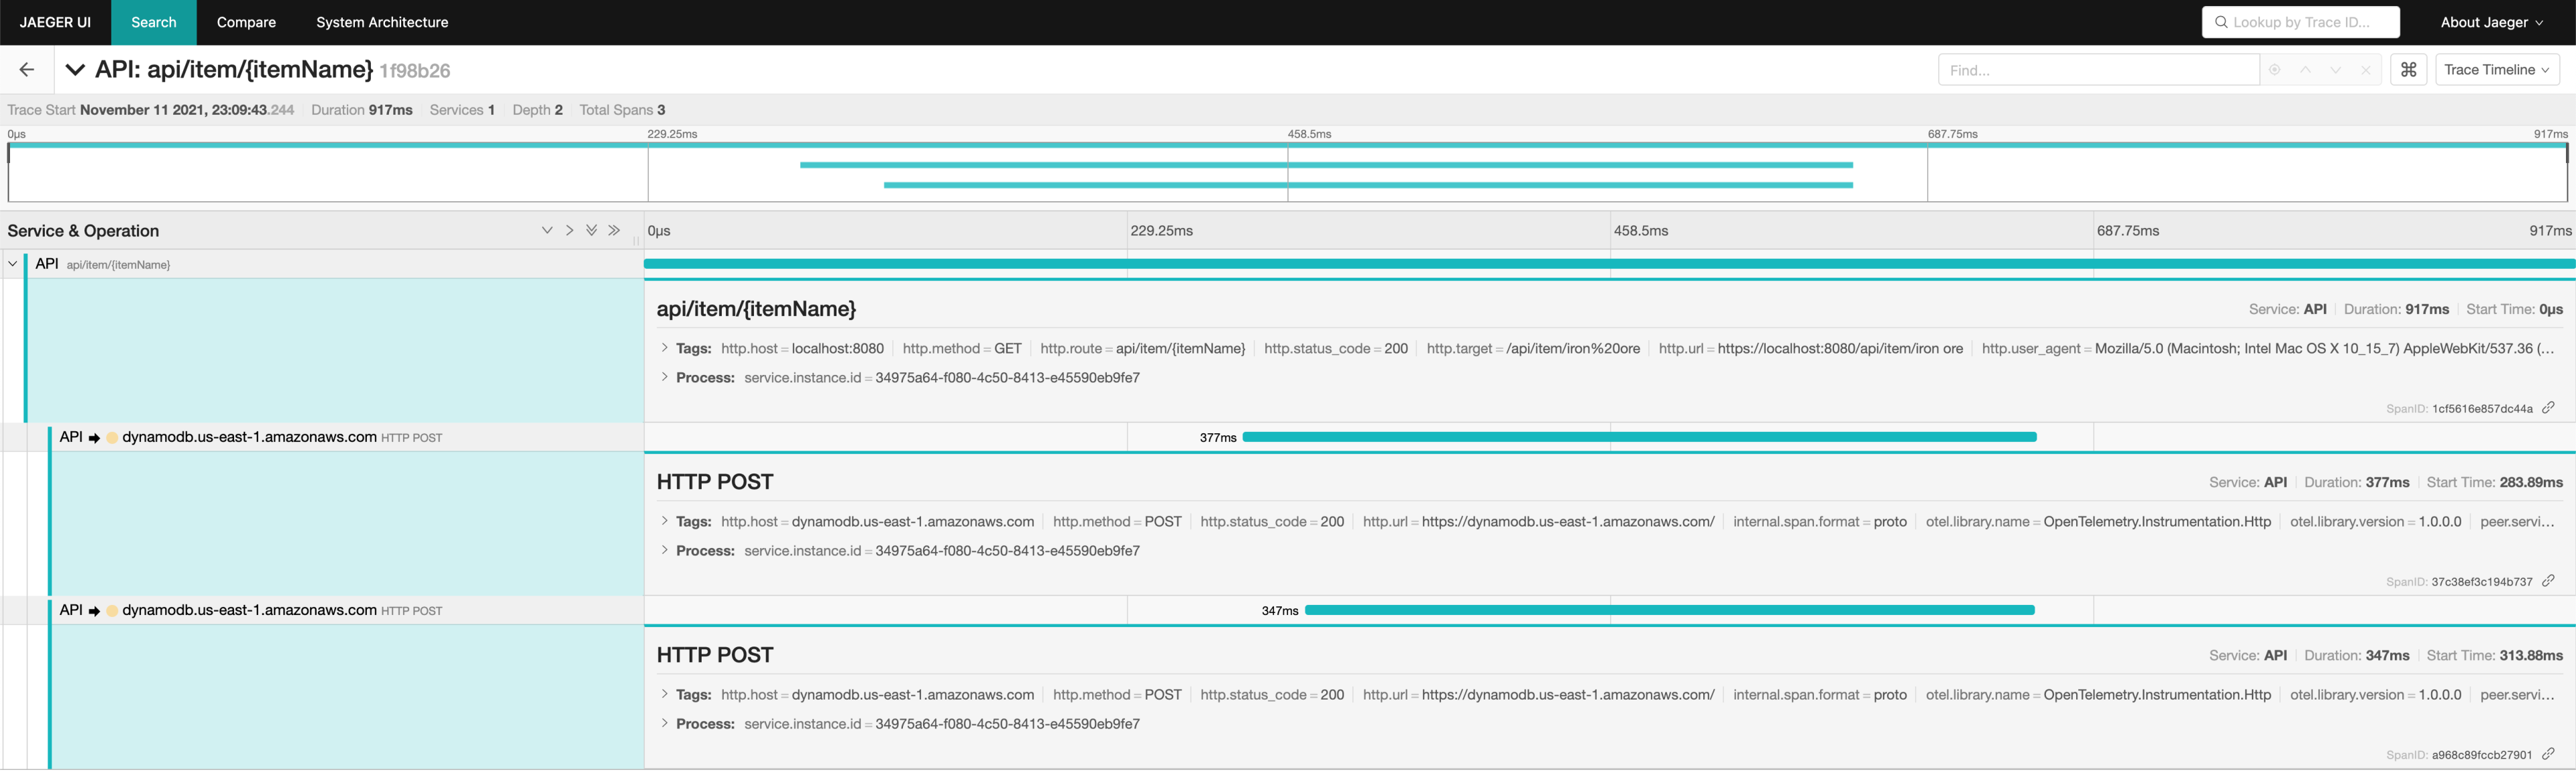 JAEGER UI Search Compare System Architecture Lookup by Trace ID... About Jaeger
API: api/item/{itemName} 1f98b26 Find... ⌘ Trace Timeline
Trace Start November 11 2021, 23:09:43.244 Duration 917ms Services 1 Depth 2 Total Spans 3
0μs 229.25ms 458.5ms 687.75ms 917ms
Service & Operation 0μs 229.25ms 458.5ms 687.75ms 917ms
API api/item/{itemName}
api/item/{itemName} Service: API Duration: 917ms Start Time: 0μs
Tags: http.host = localhost:8080 http.method = GET http.route = api/item/{itemName} http.status_code = 200 http.target = /api/item/iron%20ore http.url = https://localhost:8080/api/item/iron ore http.user_agent = Mozilla/5.0 (Macintosh; Intel Mac OS X 10_15_7) AppleWebKit/537.36 (...
Process: service.instance.id = 34975a64-f080-4c50-8413-e45590eb9fe7
SpanID: 1cf5616e857dc44a
API → dynamodb.us-east-1.amazonaws.com HTTP POST 377ms
HTTP POST Service: API Duration: 377ms Start Time: 283.89ms
Tags: http.host = dynamodb.us-east-1.amazonaws.com http.method = POST http.status_code = 200 http.url = https://dynamodb.us-east-1.amazonaws.com/ internal.span.format = proto otel.library.name = OpenTelemetry.Instrumentation.Http otel.library.version = 1.0.0.0 peer.servi...
Process: service.instance.id = 34975a64-f080-4c50-8413-e45590eb9fe7
SpanID: 37c38ef3c194b737
API → dynamodb.us-east-1.amazonaws.com HTTP POST 347ms
HTTP POST Service: API Duration: 347ms Start Time: 313.88ms
Tags: http.host = dynamodb.us-east-1.amazonaws.com http.method = POST http.status_code = 200 http.url = https://dynamodb.us-east-1.amazonaws.com/ internal.span.format = proto otel.library.name = OpenTelemetry.Instrumentation.Http otel.library.version = 1.0.0.0 peer.servi...
Process: service.instance.id = 34975a64-f080-4c50-8413-e45590eb9fe7
SpanID: a968c89fccb27901